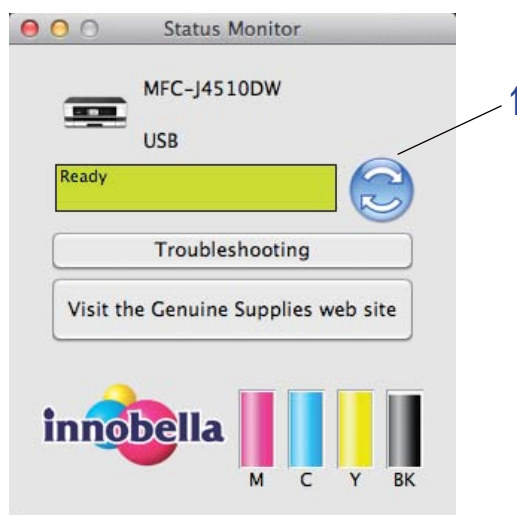 Status Monitor
MFC-J4510DW
USB
Ready
1
Troubleshooting
Visit the Genuine Supplies web site
innobella
M C Y BK